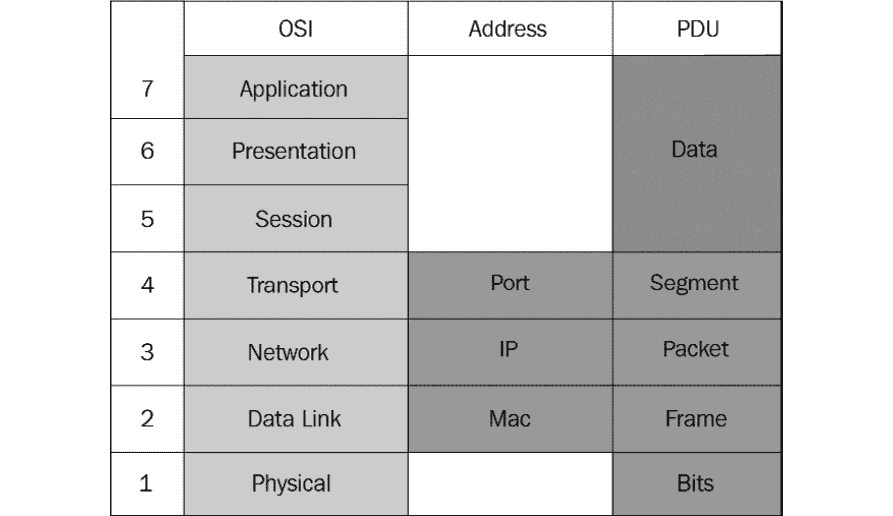 OSI Address PDU
7 Application
6 Presentation Data
5 Session
4 Transport Port Segment
3 Network IP Packet
2 Data Link Mac Frame
1 Physical Bits